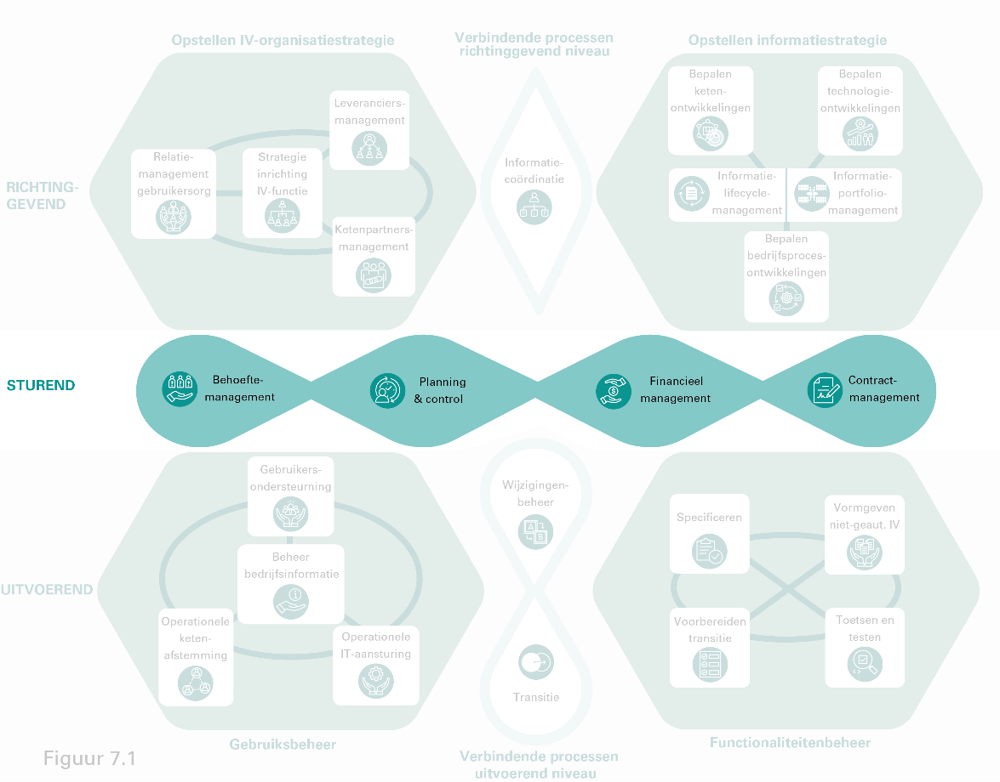 Opstellen IV-organisatiestrategie
Verbindende processen
richtinggevend niveau
Opstellen informatiestrategie
RICHTING-
GEVEND
Leveranciers-
management
Relatie-
management
gebruikersorg
Strategie
inrichting
IV-functie
Ketenpartners-
management
Informatie-
coördinatie
Bepalen
keten-
ontwikkelingen
Bepalen
technologie-
ontwikkelingen
Informatie-
lifecycle-
management
Informatie-
portfolio-
management
Bepalen
bedrijfsproces-
ontwikkelingen
STUREND
Behoefte-
management
Planning
& control
Financieel
management
Contract-
management
UITVOEREND
Gebruikers-
ondersteurning
Beheer
bedrijfsinformatie
Operationele
keten-
afstemming
Operationele
IT-aansturing
Gebruiksbeheer
Wijzigingen-
beheer
A
B
Transitie
Verbindende processen
uitvoerend niveau
Specificeren
Vormgeven
niet-geaut. IV
Voorbereiden
transitie
Toetsen en
testen
Functionaliteitenbeheer
Figuur 7.1